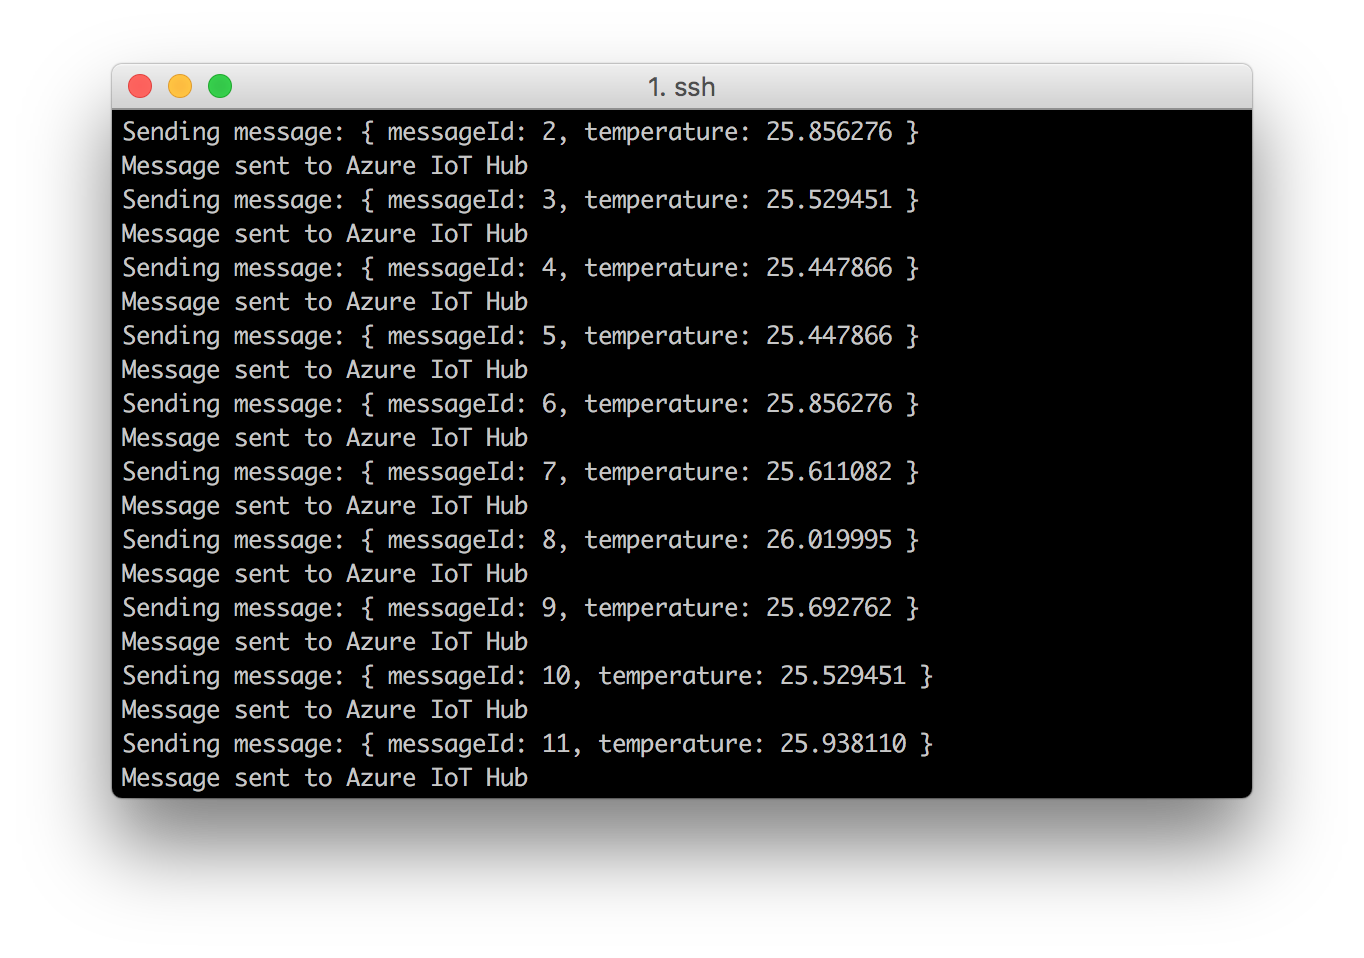 1. ssh
Sending message: { messageId: 2, temperature: 25.856276 }
Message sent to Azure IoT Hub
Sending message: { messageId: 3, temperature: 25.529451 }
Message sent to Azure IoT Hub
Sending message: { messageId: 4, temperature: 25.447866 }
Message sent to Azure IoT Hub
Sending message: { messageId: 5, temperature: 25.447866 }
Message sent to Azure IoT Hub
Sending message: { messageId: 6, temperature: 25.856276 }
Message sent to Azure IoT Hub
Sending message: { messageId: 7, temperature: 25.611082 }
Message sent to Azure IoT Hub
Sending message: { messageId: 8, temperature: 26.019995 }
Message sent to Azure IoT Hub
Sending message: { messageId: 9, temperature: 25.692762 }
Message sent to Azure IoT Hub
Sending message: { messageId: 10, temperature: 25.529451 }
Message sent to Azure IoT Hub
Sending message: { messageId: 11, temperature: 25.938110 }
Message sent to Azure IoT Hub